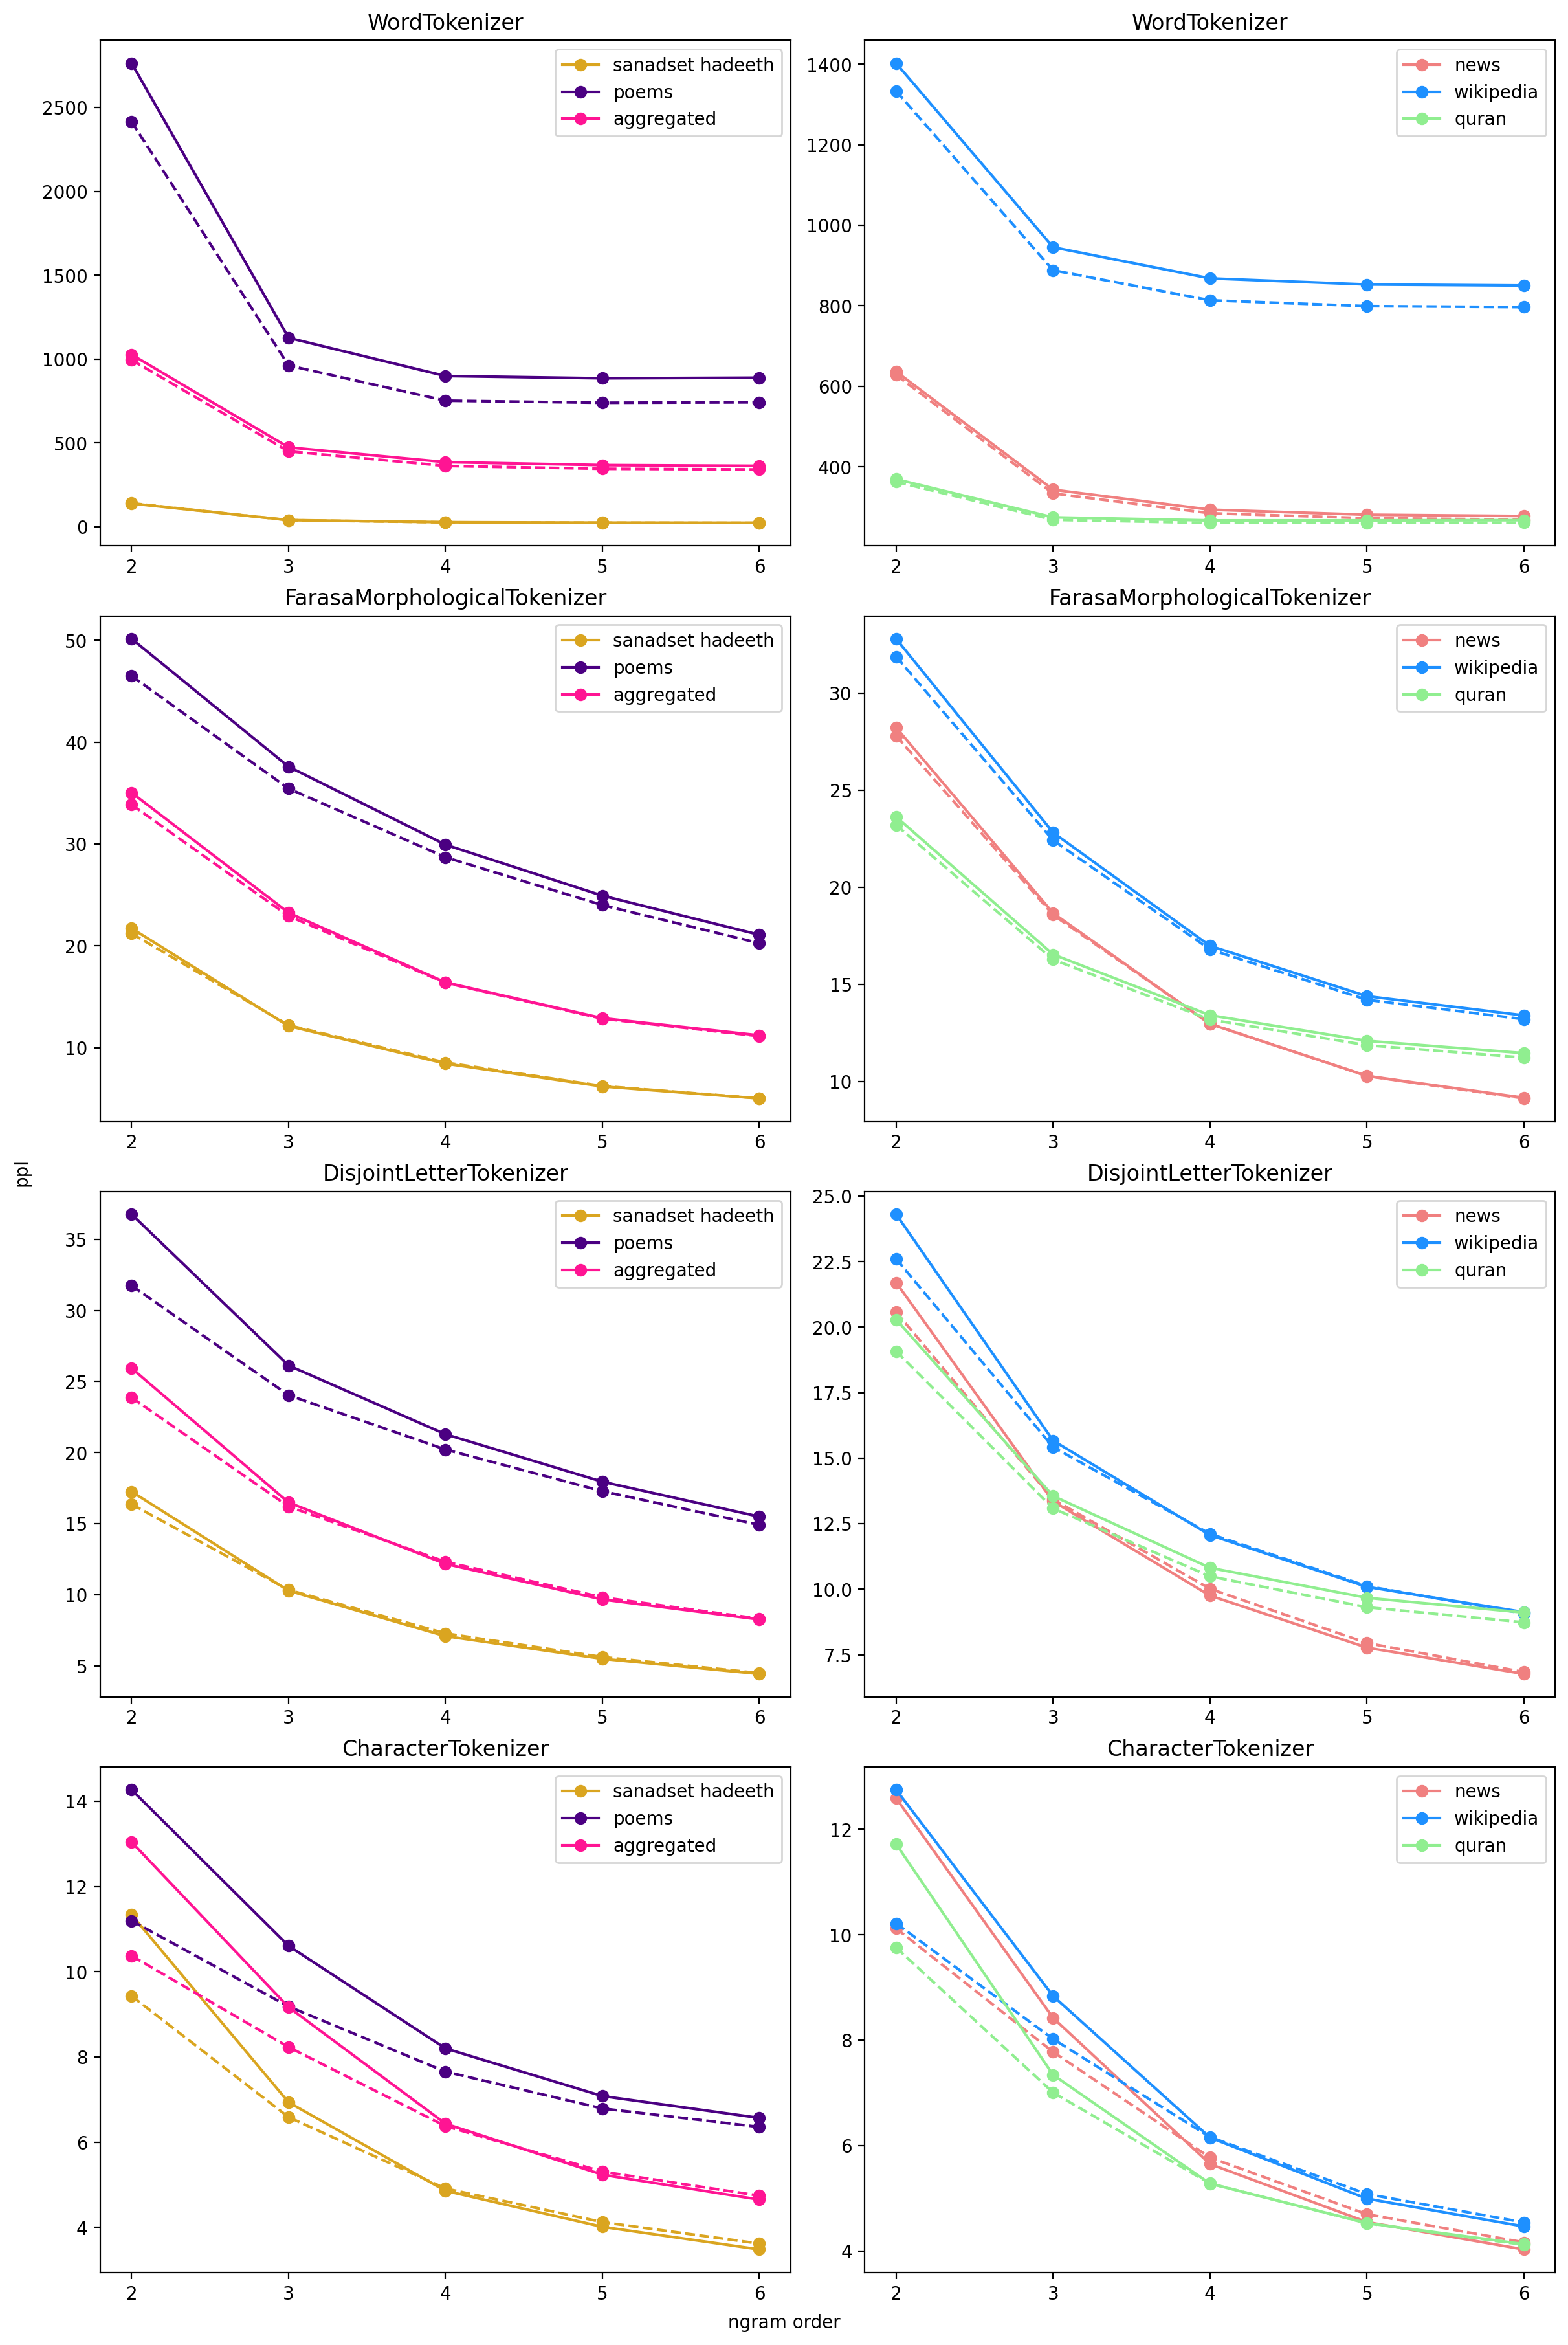 WordTokenizer
sanadset hadeeth
poems
aggregated
2500
2000
1500
1000
500
0
2 3 4 5 6
WordTokenizer
news
wikipedia
quran
1400
1200
1000
800
600
400
2 3 4 5 6
FarasaMorphologicalTokenizer
sanadset hadeeth
poems
aggregated
50
40
30
20
10
2 3 4 5 6
FarasaMorphologicalTokenizer
news
wikipedia
quran
30
25
20
15
10
2 3 4 5 6
ppl
DisjointLetterTokenizer
sanadset hadeeth
poems
aggregated
35
30
25
20
15
10
5
2 3 4 5 6
DisjointLetterTokenizer
news
wikipedia
quran
25.0
22.5
20.0
17.5
15.0
12.5
10.0
7.5
2 3 4 5 6
CharacterTokenizer
sanadset hadeeth
poems
aggregated
14
12
10
8
6
4
2 3 4 5 6
CharacterTokenizer
news
wikipedia
quran
12
10
8
6
4
2 3 4 5 6
ngram order